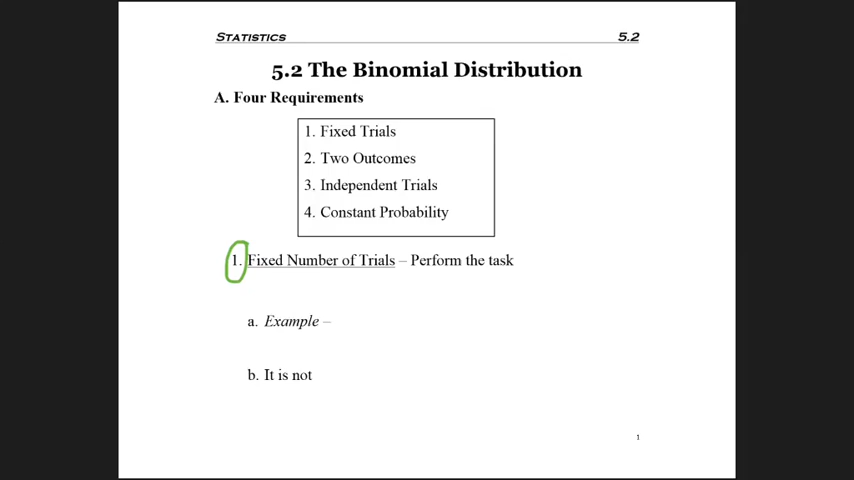 STATISTICS 5.2
5.2 The Binomial Distribution
A. Four Requirements
1. Fixed Trials
2. Two Outcomes
3. Independent Trials
4. Constant Probability
1. Fixed Number of Trials – Perform the task
a. Example –
b. It is not
1